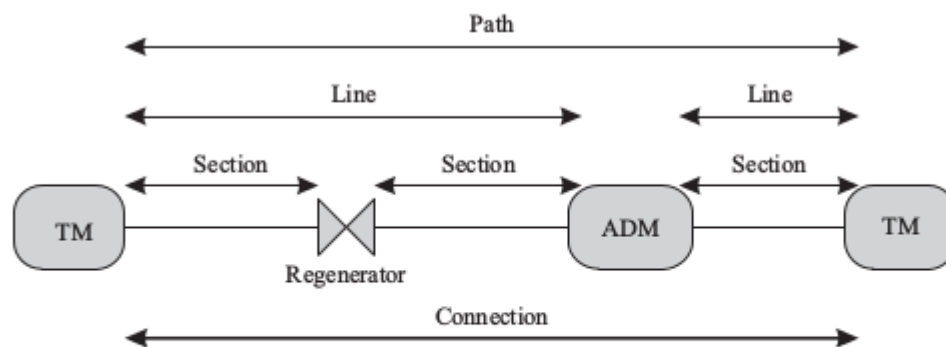 Path
Line Line
Section Section Section
TM ADM TM
Regenerator
Connection